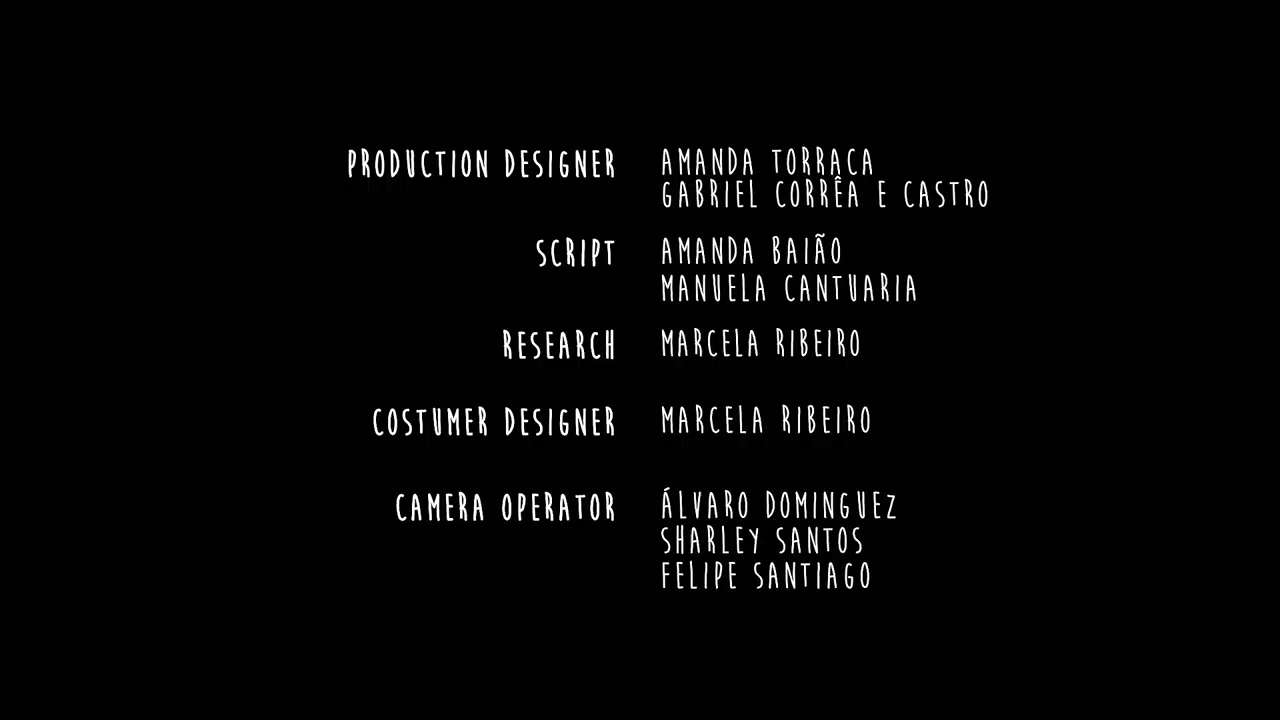 PRODUCTION DESIGNER AMANDA TORRACA
GABRIEL CORRÊA E CASTRO
SCRIPT AMANDA BAIÃO
MANUELA CANTUARIA
RESEARCH MARCELA RIBEIRO
COSTUMER DESIGNER MARCELA RIBEIRO
CAMERA OPERATOR ÁLVARO DOMINGUEZ
SHARLEY SANTOS
FELIPE SANTIAGO